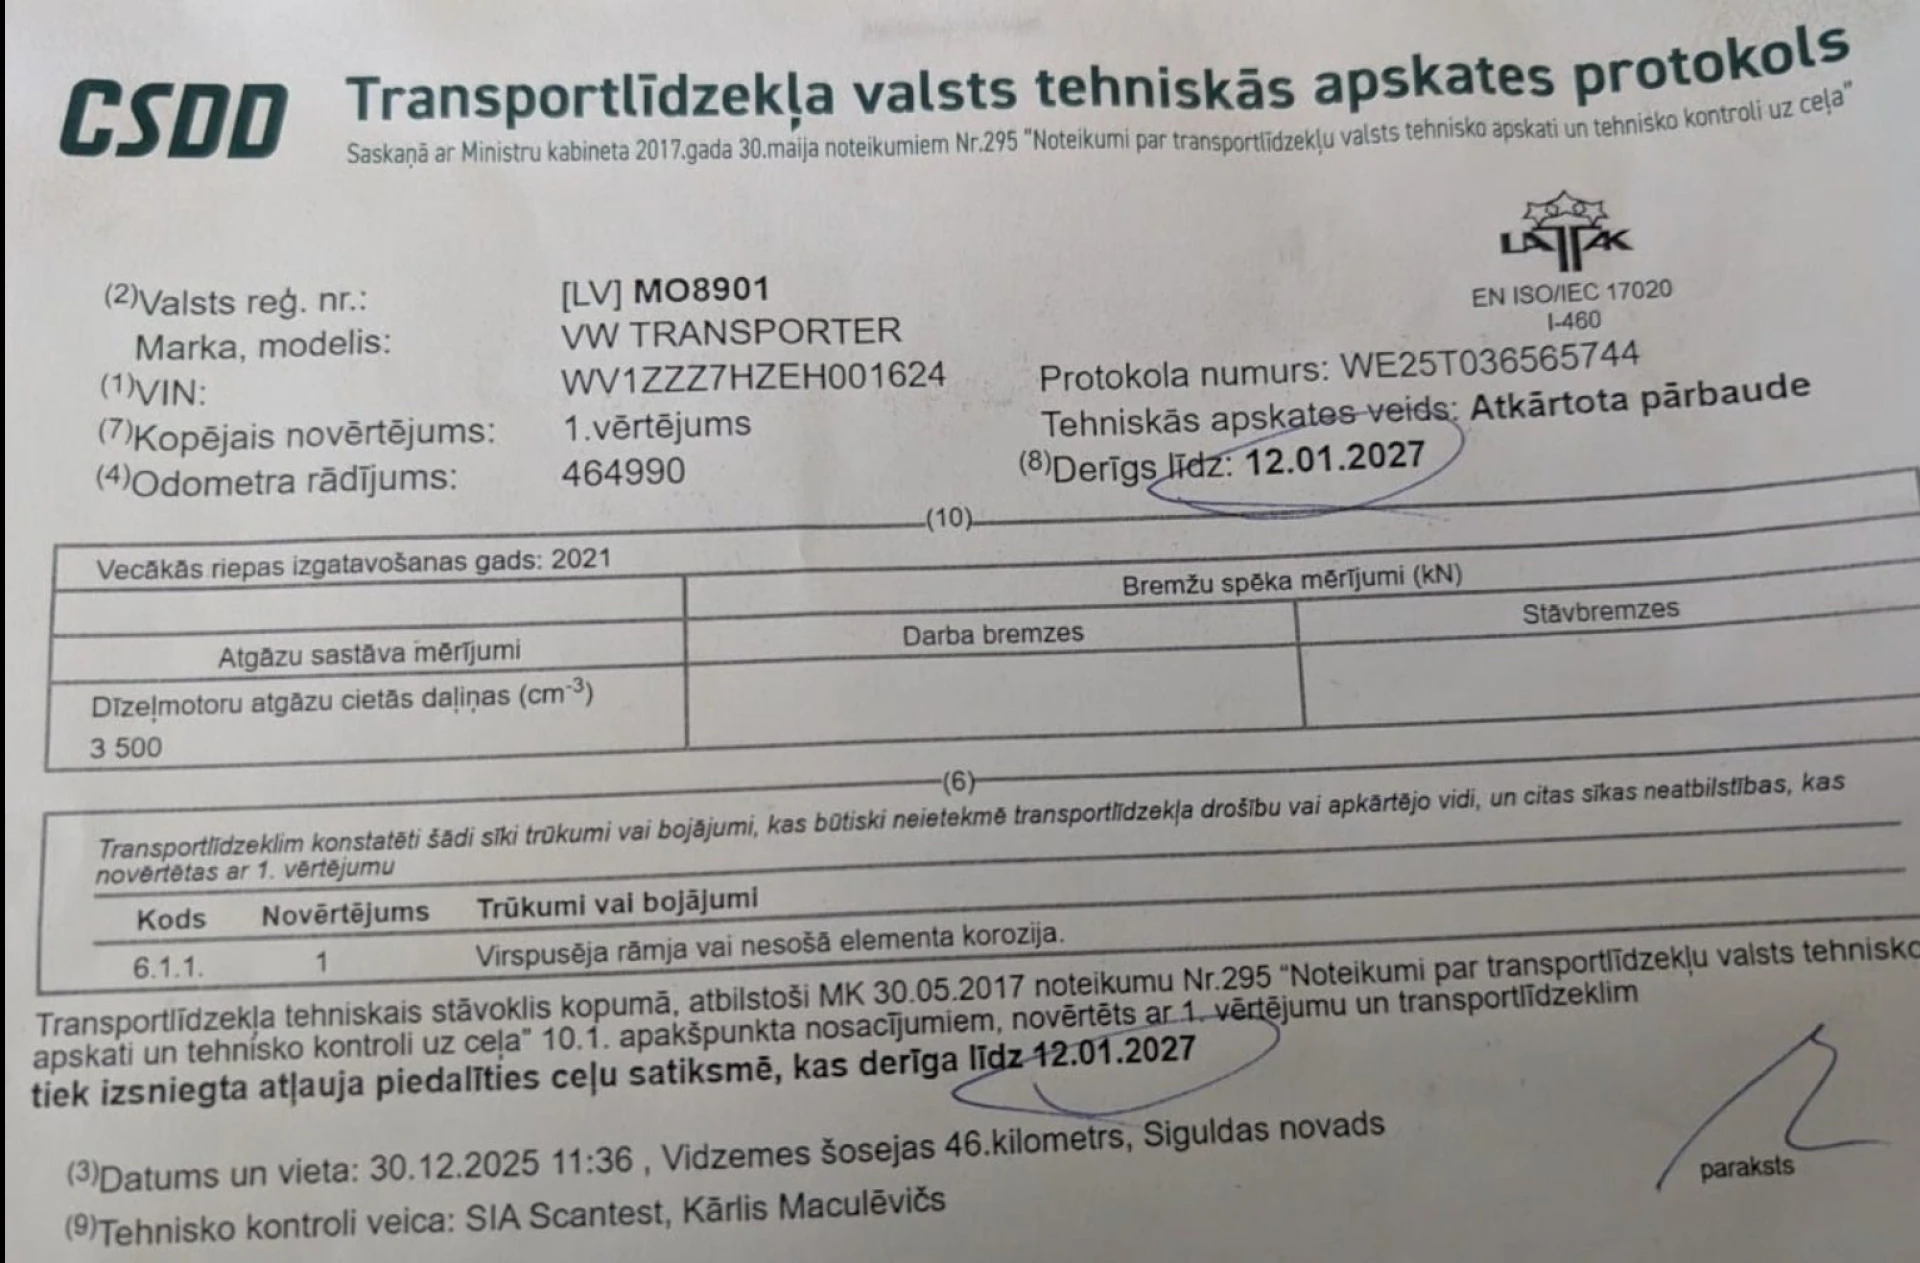 CSDD
Transportlīdzekļa valsts tehniskās apskates protokols
Saskaņā ar Ministru kabineta 2017.gada 30.maija noteikumiem Nr.295 "Noteikumi par transportlīdzekļu valsts tehnisko apskati un tehnisko kontroli uz ceļa"
LATAK
EN ISO/IEC 17020
I-460
(2)Valsts reģ. nr.: [LV] MO8901
Marka, modelis: VW TRANSPORTER
(1)VIN: WV1ZZZ7HZEH001624
Protokola numurs: WE25T036565744
(7)Kopējais novērtējums: 1.vērtējums
Tehniskās apskates veids: Atkārtota pārbaude
(4)Odometra rādījums: 464990
(8)Derīgs līdz: 12.01.2027
(10)
Vecākās riepas izgatavošanas gads: 2021
Bremžu spēka mērījumi (kN)
Atgāzu sastāva mērījumi
Darba bremzes
Stāvbremzes
Dīzeļmotoru atgāzu cietās daļiņas (cm-3)
3 500
(6)
Transportlīdzeklim konstatēti šādi sīki trūkumi vai bojājumi, kas būtiski neietekmē transportlīdzekļa drošību vai apkārtējo vidi, un citas sīkas neatbilstības, kas
novērtētas ar 1. vērtējumu
Kods Novērtējums Trūkumi vai bojājumi
6.1.1. 1 Virspusēja rāmja vai nesošā elementa korozija.
Transportlīdzekļa tehniskais stāvoklis kopumā, atbilstoši MK 30.05.2017 noteikumu Nr.295 "Noteikumi par transportlīdzekļu valsts tehnisko
apskati un tehnisko kontroli uz ceļa" 10.1. apakšpunkta nosacījumiem, novērtēts ar 1. vērtējumu un transportlīdzeklim
tiek izsniegta atļauja piedalīties ceļu satiksmē, kas derīga līdz 12.01.2027
(3)Datums un vieta: 30.12.2025 11:36 , Vidzemes šosejas 46.kilometrs, Siguldas novads
paraksts
(9)Tehnisko kontroli veica: SIA Scantest, Kārlis Maculēvičs